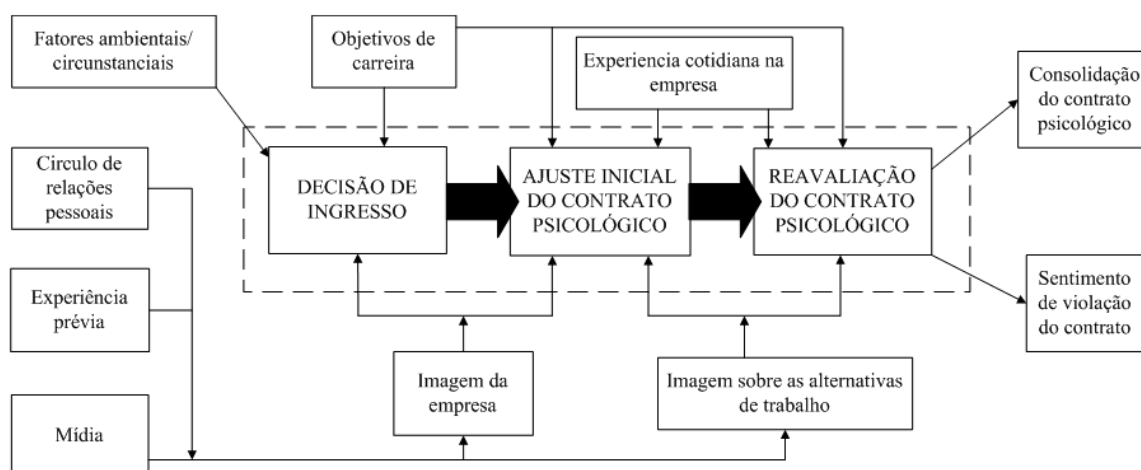 Fatores ambientais/
circunstanciais
Objetivos de
carreira
Experiencia cotidiana na
empresa
Consolidação
do contrato
psicológico
Circulo de
relações
pessoais
DECISÃO DE
INGRESSO
AJUSTE INICIAL
DO CONTRATO
PSICOLÓGICO
REAVALIAÇÃO
DO CONTRATO
PSICOLÓGICO
Experiência
prévia
Sentimento
de violação
do contrato
Imagem da
empresa
Imagem sobre as alternativas
de trabalho
Mídia